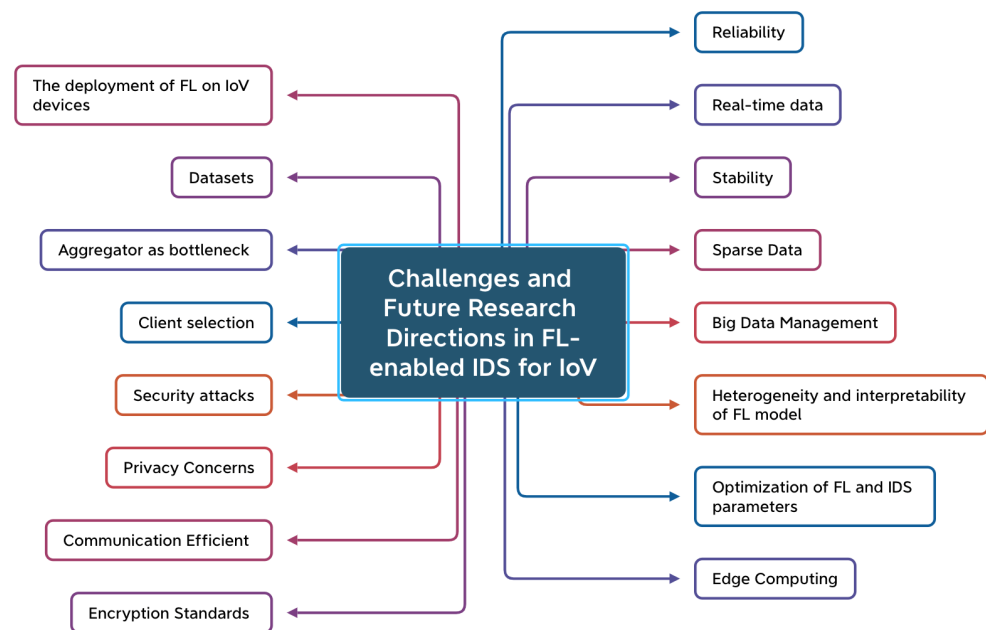 Challenges and
Future Research
Directions in FL-
enabled IDS for IoV
The deployment of FL on IoV
devices
Datasets
Aggregator as bottleneck
Client selection
Security attacks
Privacy Concerns
Communication Efficient
Encryption Standards
Reliability
Real-time data
Stability
Sparse Data
Big Data Management
Heterogeneity and interpretability
of FL model
Optimization of FL and IDS
parameters
Edge Computing